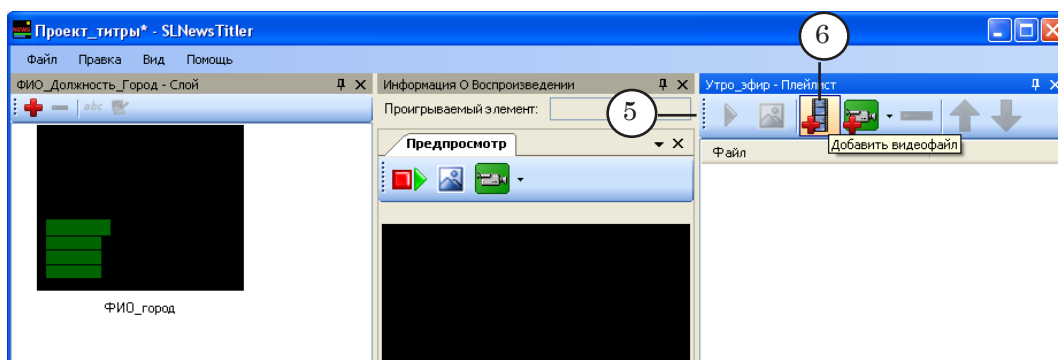 Проект_титры* - SLNewsTitler
6
Файл Правка Вид Помощь
ФИО_Должность_Город - Слой
Информация О Воспроизведении
Утро_эфир - Плейлист
Проигрываемый элемент:
5
abc
Предпросмотр
Добавить видеофайл
Файл
ФИО_город